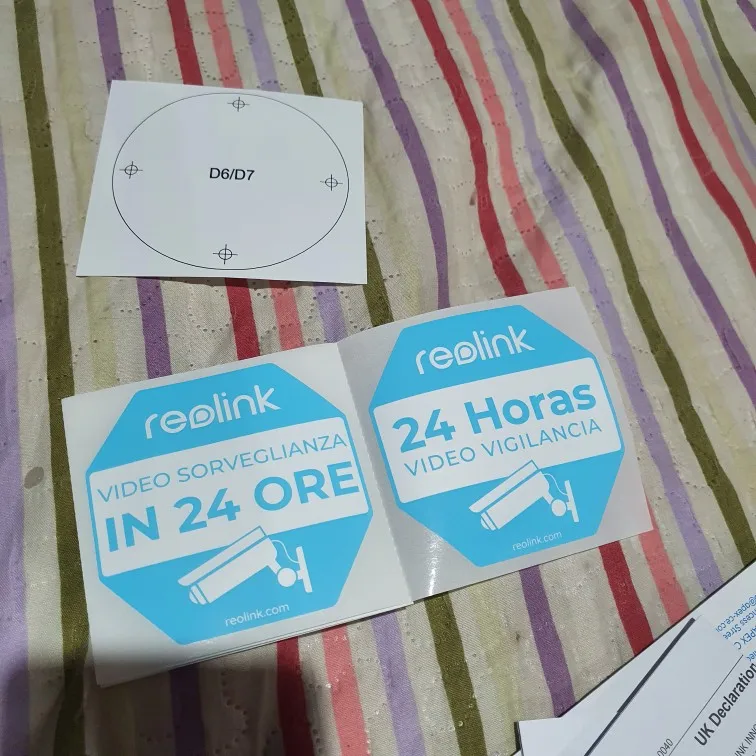 D6/D7
reolink
VIDEO SORVEGLIANZA
IN 24 ORE
reolink.com
reolink
24 Horas
VIDEO VIGILANCIA
reolink.com
UK Declaration